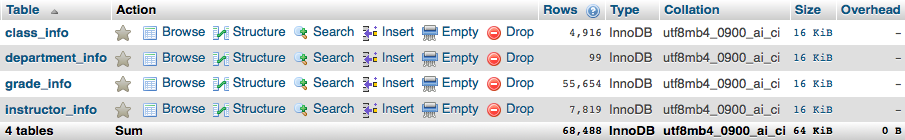 Table Action Rows Type Collation Size Overhead
class_info Browse Structure Search Insert Empty Drop 4,916 InnoDB utf8mb4_0900_ai_ci 16 KiB -
department_info Browse Structure Search Insert Empty Drop 99 InnoDB utf8mb4_0900_ai_ci 16 KiB -
grade_info Browse Structure Search Insert Empty Drop 55,654 InnoDB utf8mb4_0900_ai_ci 16 KiB -
instructor_info Browse Structure Search Insert Empty Drop 7,819 InnoDB utf8mb4_0900_ai_ci 16 KiB -
4 tables Sum 68,488 InnoDB utf8mb4_0900_ai_ci 64 KiB 0 B